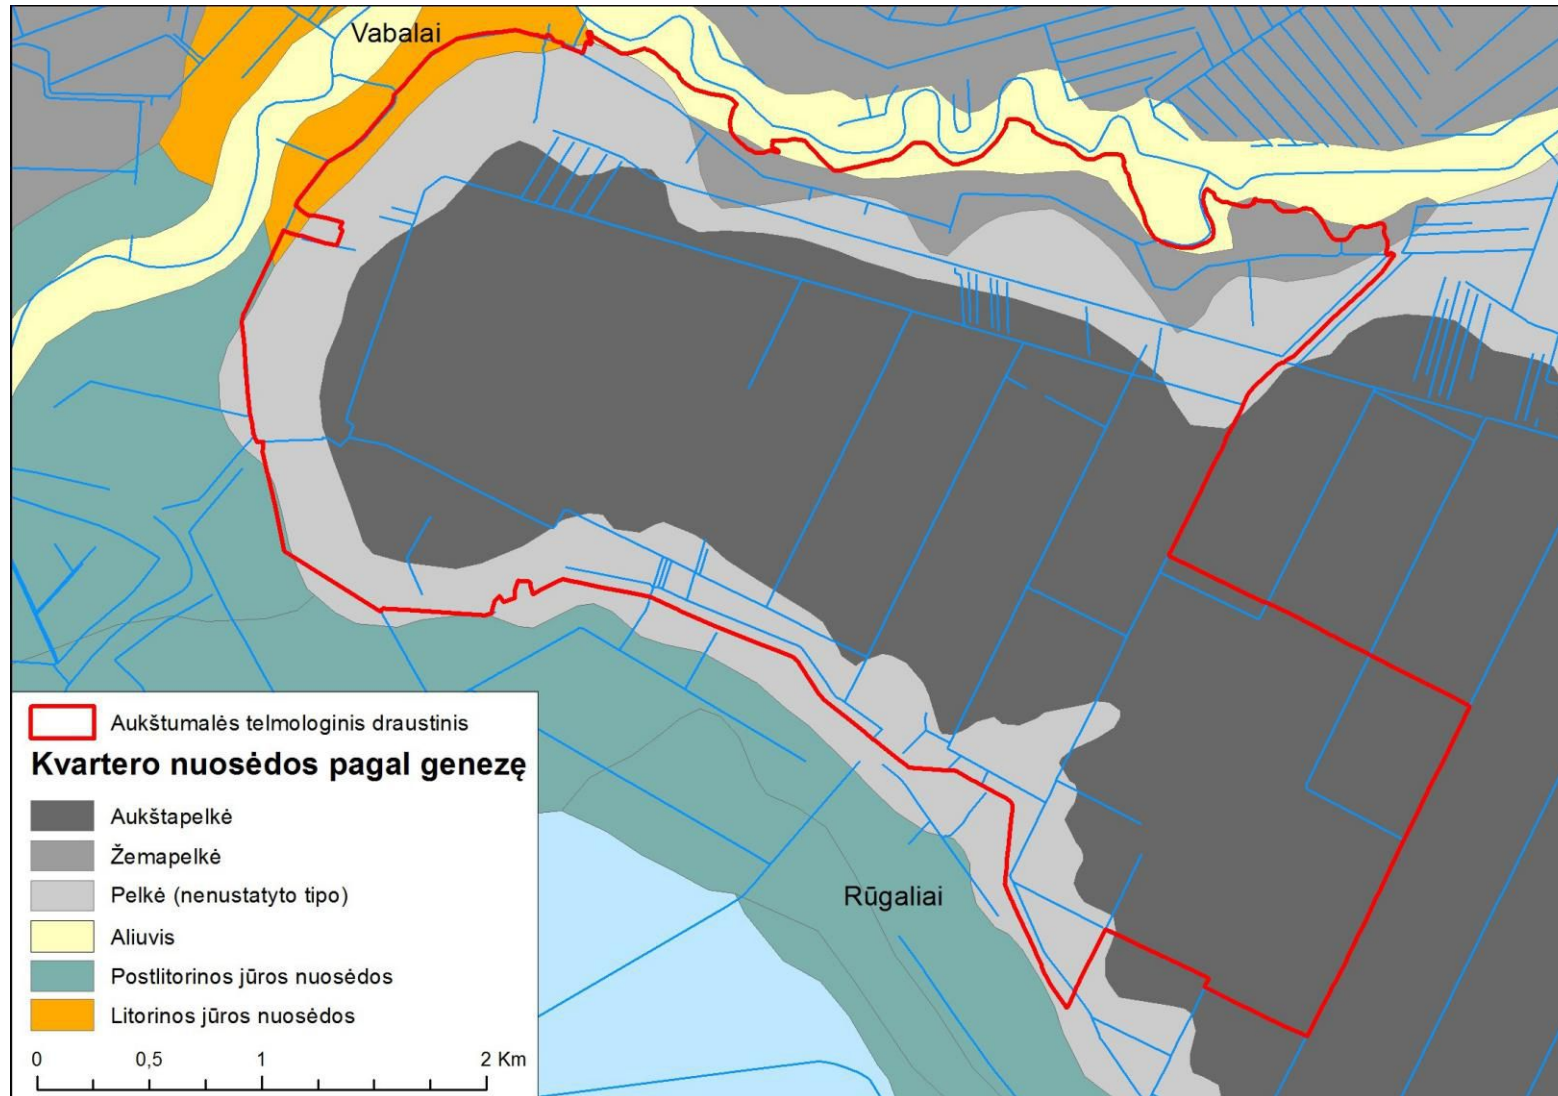 Vabalai
Rūgaliai
Aukštumalės telmologinis draustinis
Kvartero nuosėdos pagal genezę
Aukštapelkė
Žemapelkė
Pelkė (nenustatyto tipo)
Aliuvis
Postlitorinos jūros nuosėdos
Litorinos jūros nuosėdos
0 0,5 1 2 Km